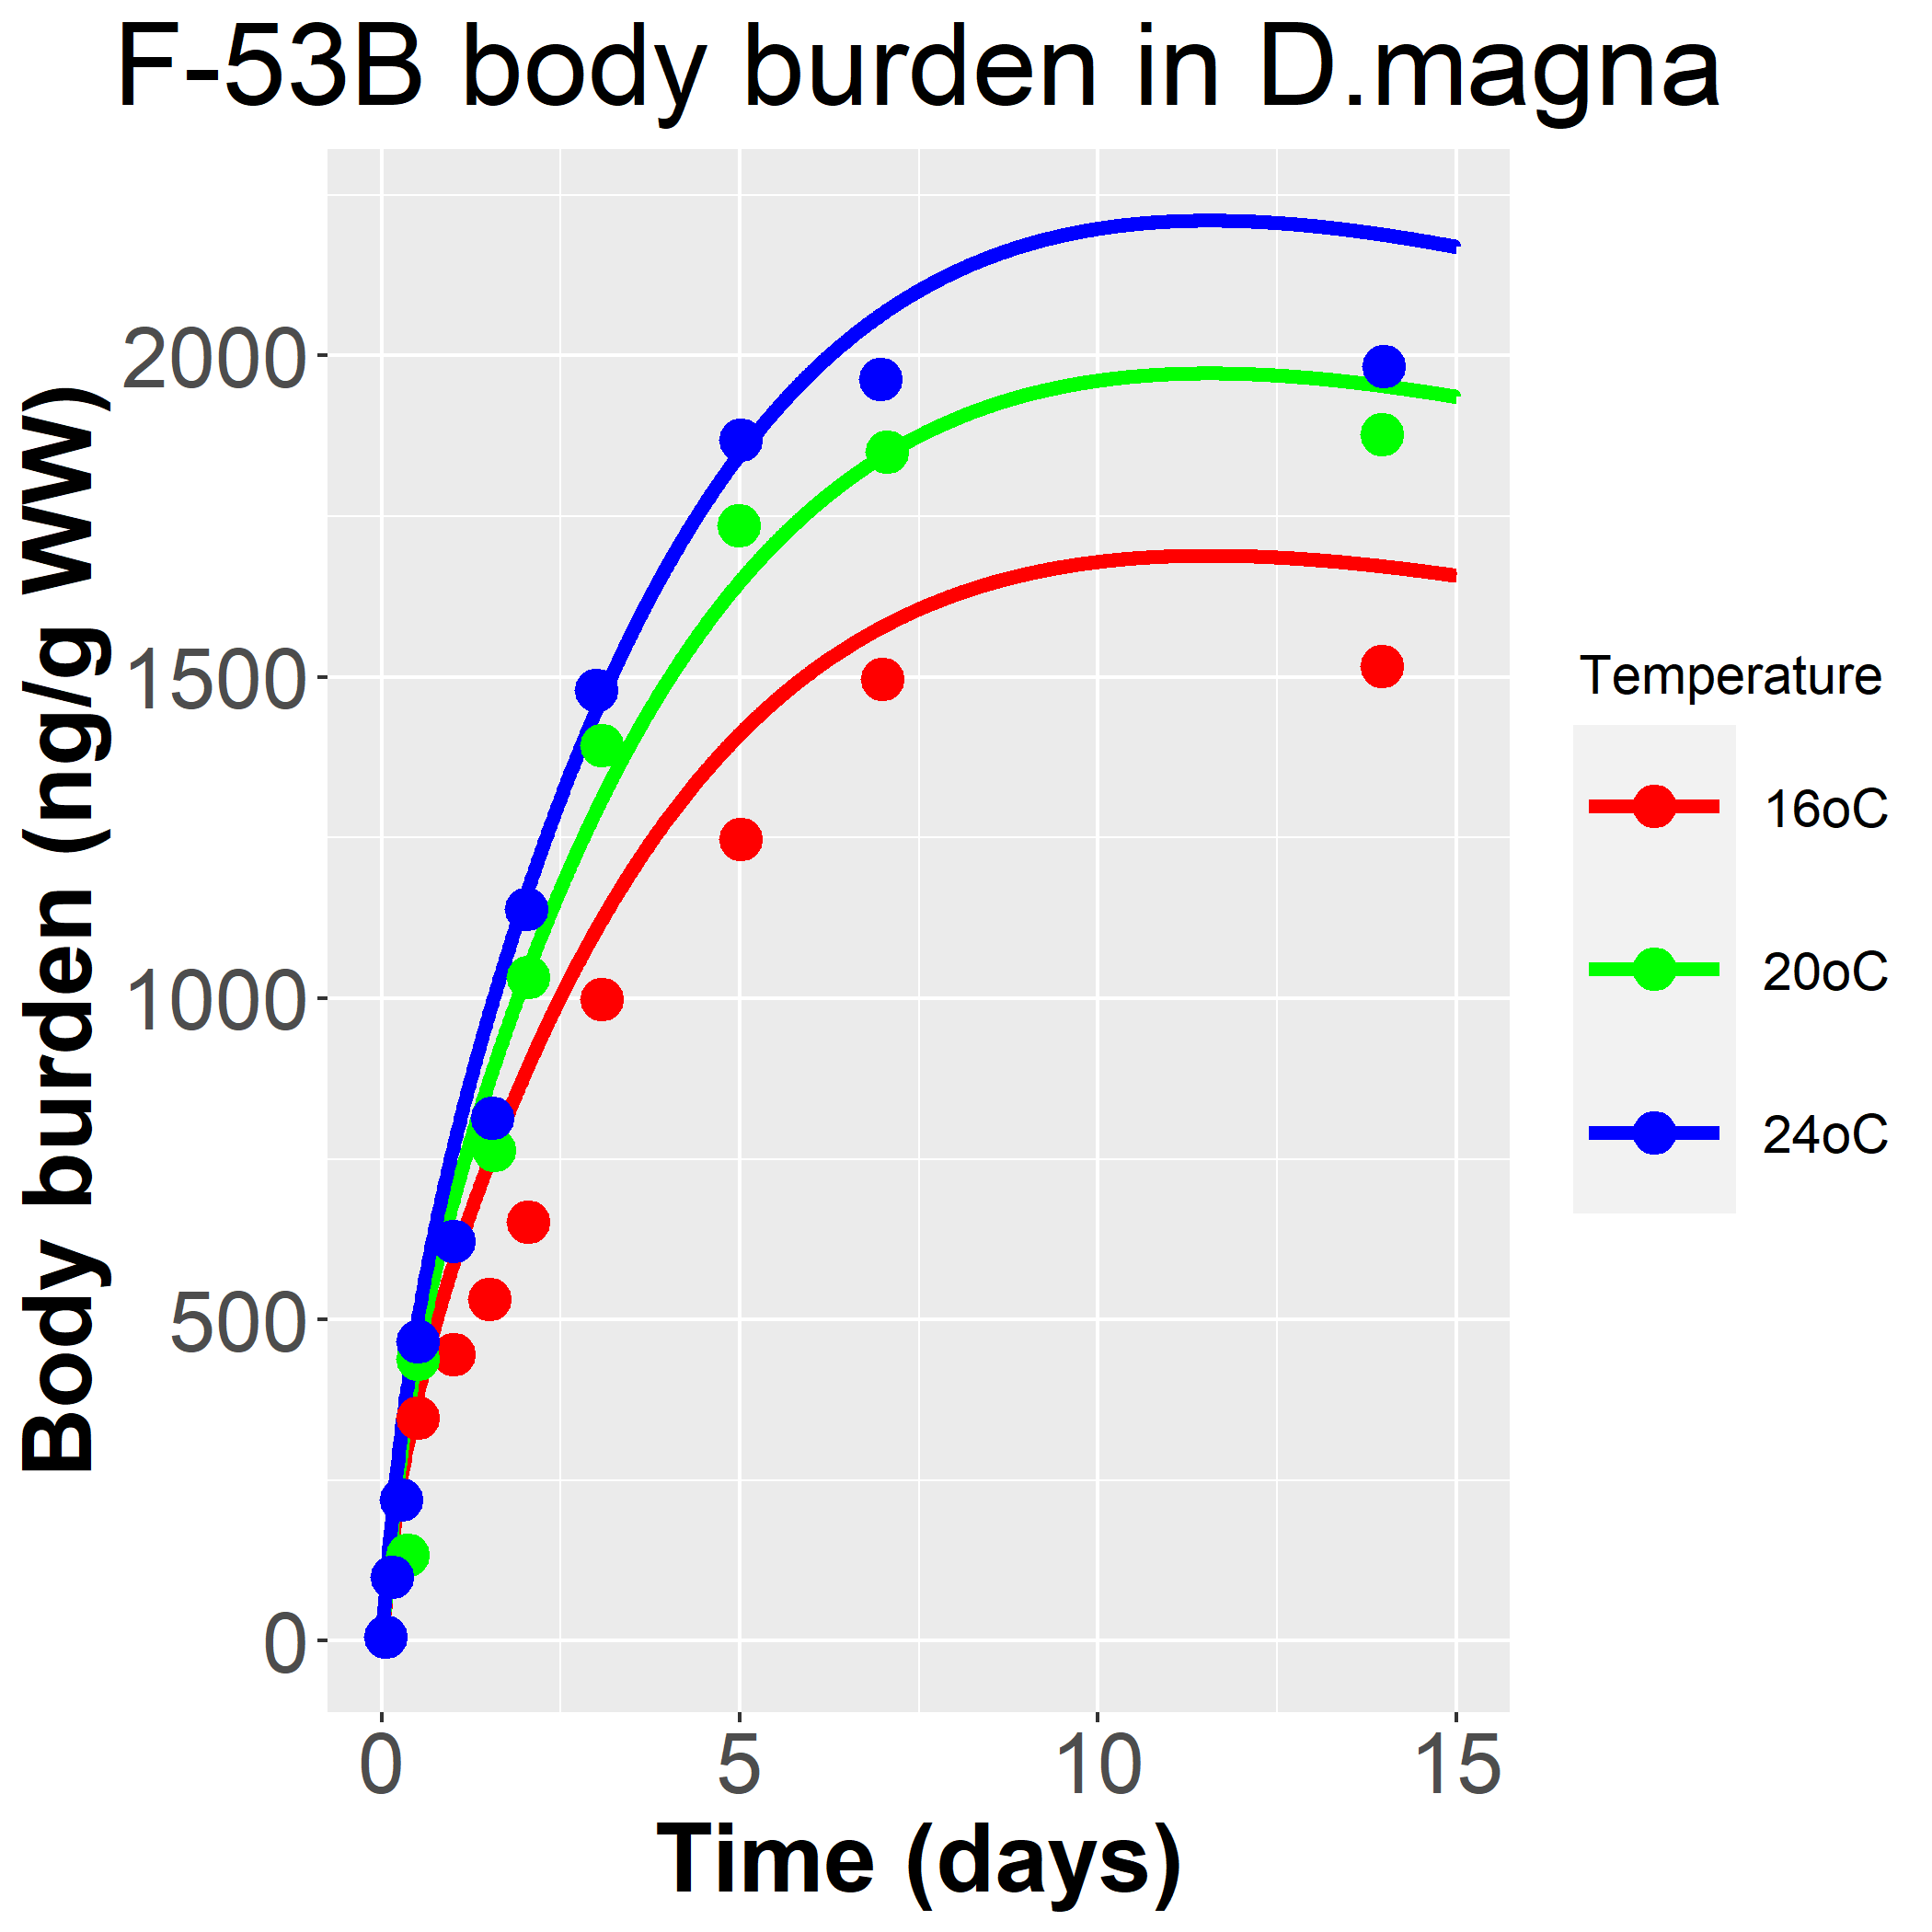 F-53B body burden in D.magna
Body burden (ng/g WW)
2000
1500
1000
500
0
0 5 10 15
Time (days)
Temperature
16oC
20oC
24oC